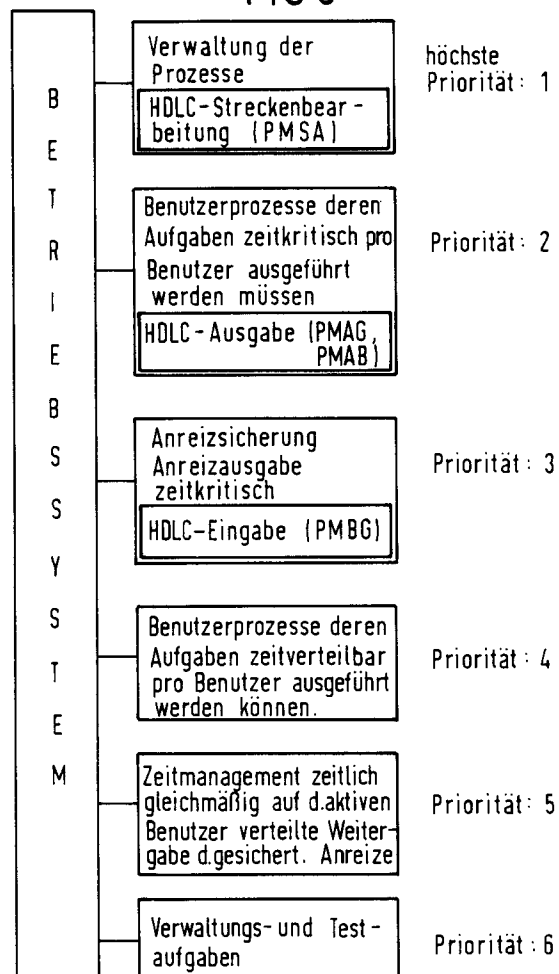 BETRIEBSSYSTEM
Verwaltung der
Prozesse
HDLC-Streckenbear-
beitung (PMSA)
höchste
Priorität: 1
Benutzerprozesse deren
Aufgaben zeitkritisch pro
Benutzer ausgeführt
werden müssen
HDLC-Ausgabe (PMAG,
PMAB)
Priorität: 2
Anreizsicherung
Anreizausgabe
zeitkritisch
HDLC-Eingabe (PMBG)
Priorität: 3
Benutzerprozesse deren
Aufgaben zeitverteilbar
pro Benutzer ausgeführt
werden können.
Priorität: 4
Zeitmanagement zeitlich
gleichmäßig auf d.aktiven
Benutzer verteilte Weiter-
gabe d.gesichert. Anreize
Priorität: 5
Verwaltungs- und Test-
aufgaben
Priorität: 6